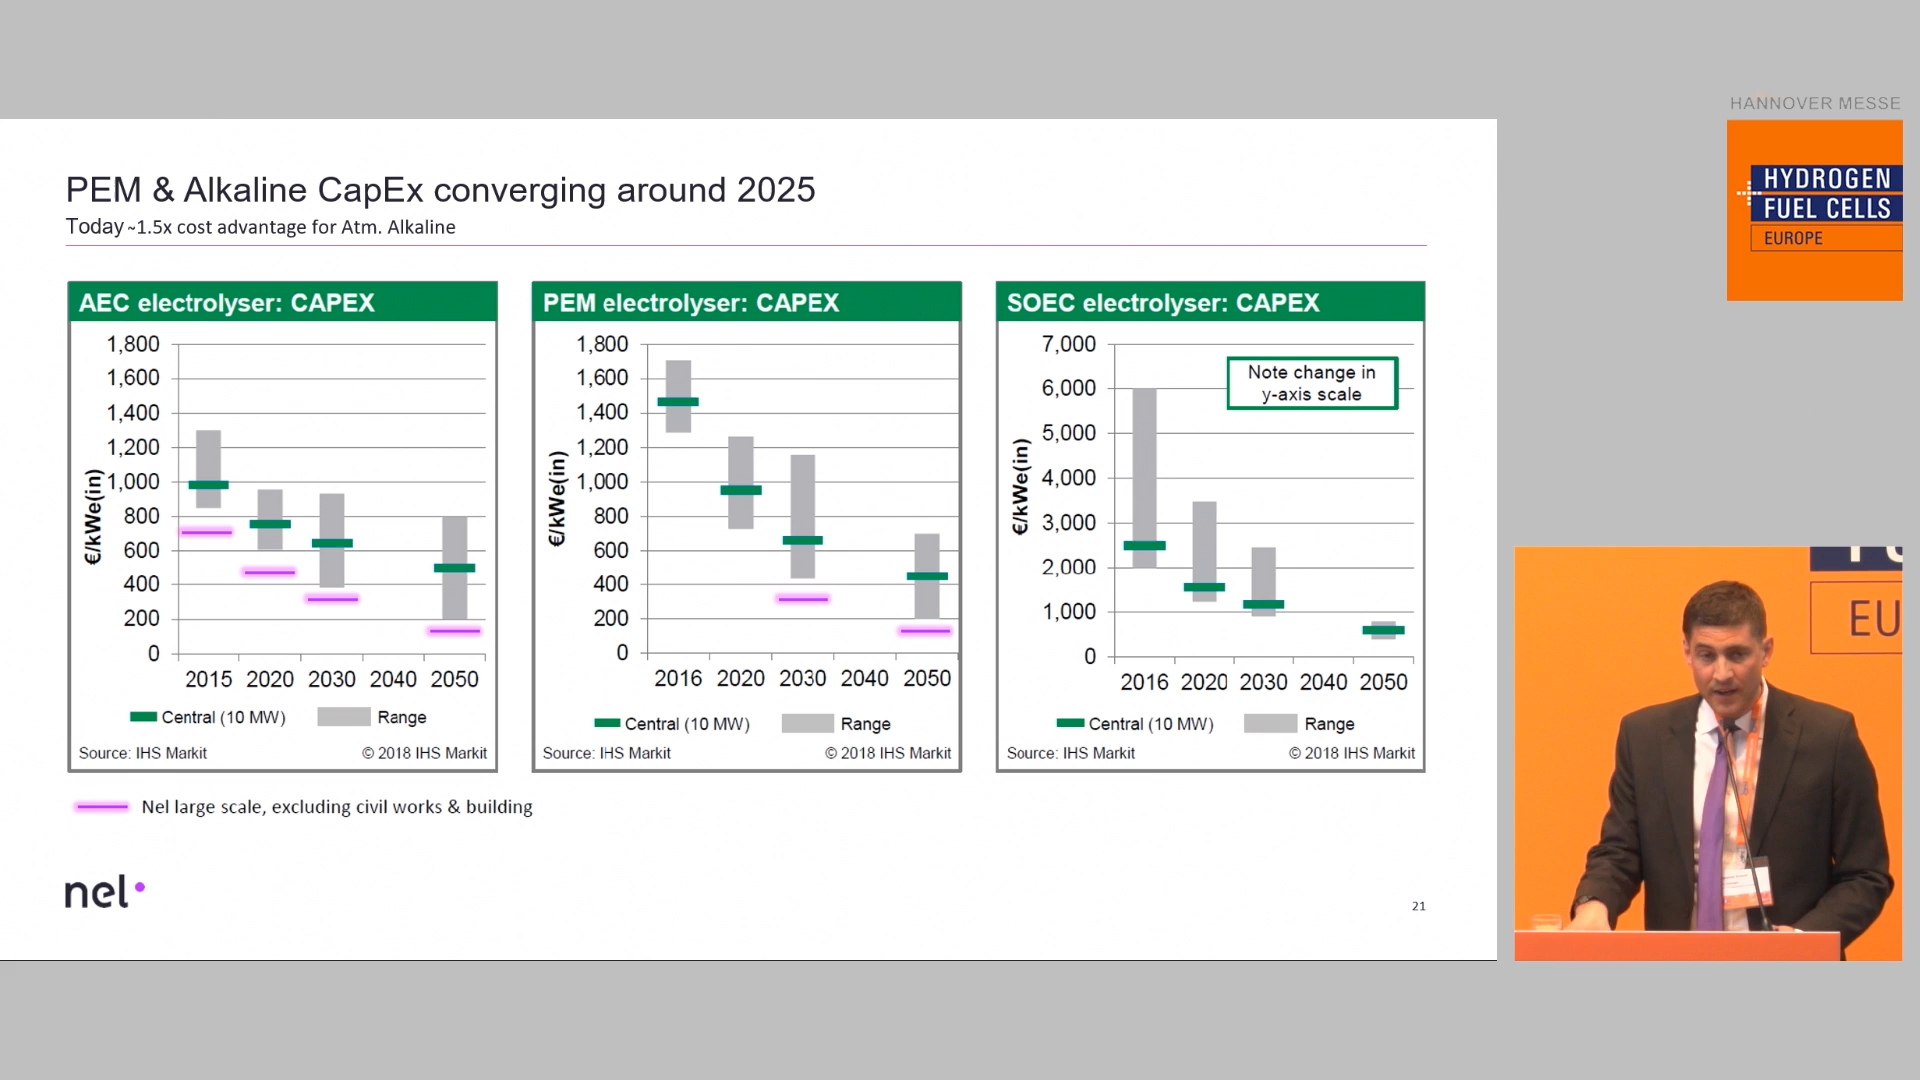 HANNOVER MESSE
HYDROGEN
FUEL CELLS
EUROPE
PEM & Alkaline CapEx converging around 2025
Today ~1.5x cost advantage for Atm. Alkaline
AEC electrolyser: CAPEX
€/kWe(in)
1,800
1,600
1,400
1,200
1,000
800
600
400
200
0
2015 2020 2030 2040 2050
Central (10 MW) Range
Source: IHS Markit © 2018 IHS Markit
PEM electrolyser: CAPEX
€/kWe(in)
1,800
1,600
1,400
1,200
1,000
800
600
400
200
0
2016 2020 2030 2040 2050
Central (10 MW) Range
Source: IHS Markit © 2018 IHS Markit
SOEC electrolyser: CAPEX
Note change in
y-axis scale
€/kWe(in)
7,000
6,000
5,000
4,000
3,000
2,000
1,000
0
2016 2020 2030 2040 2050
Central (10 MW) Range
Source: IHS Markit © 2018 IHS Markit
Nel large scale, excluding civil works & building
nel
21
EU